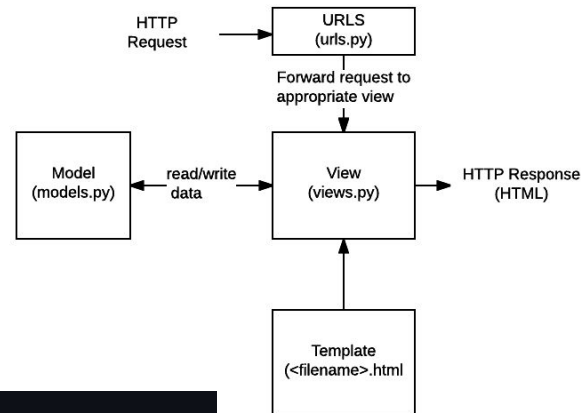 HTTP
Request
URLS
(urls.py)
Forward request to
appropriate view
Model
(models.py)
read/write
data
View
(views.py)
HTTP Response
(HTML)
Template
(<filename>.html